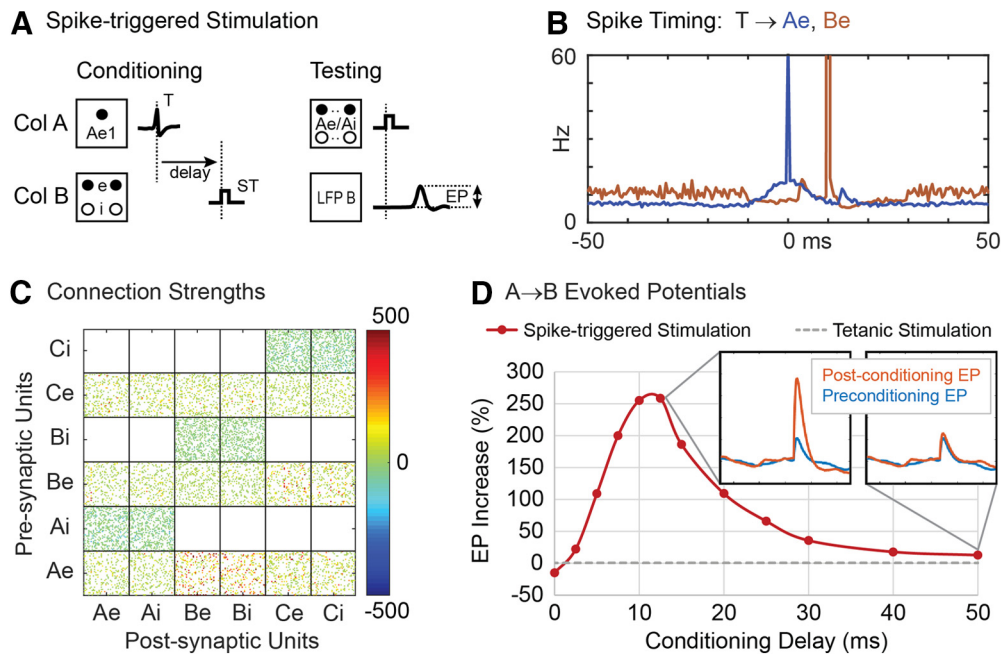 A Spike-triggered Stimulation
Conditioning
Testing
Col A
Ae1
T
Ae/Ai
delay
Col B
e
i
ST
LFP B
EP
B Spike Timing: T → Ae, Be
60
Hz
0
-50
0 ms
50
C Connection Strengths
500
0
-500
Pre-synaptic Units
Ci
Ce
Bi
Be
Ai
Ae
Ae Ai Be Bi Ce Ci
Post-synaptic Units
D A→B Evoked Potentials
Spike-triggered Stimulation
Tetanic Stimulation
Post-conditioning EP
Preconditioning EP
EP Increase (%)
300
250
200
150
100
50
0
-50
0 10 20 30 40 50
Conditioning Delay (ms)